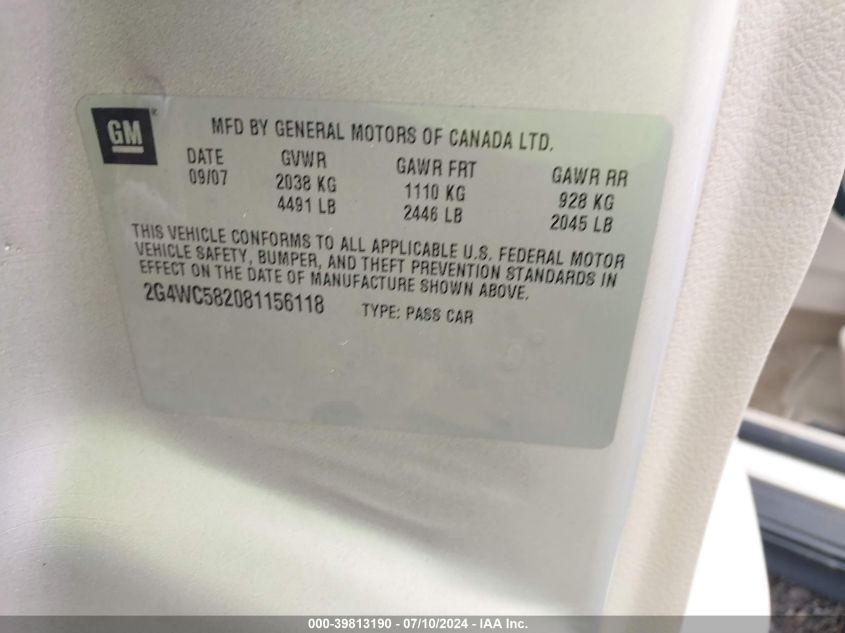 GM
MFD BY GENERAL MOTORS OF CANADA LTD.
DATE GVWR GAWR FRT GAWR RR
09/07 2038 KG 1110 KG 928 KG
4491 LB 2446 LB 2045 LB
THIS VEHICLE CONFORMS TO ALL APPLICABLE U.S. FEDERAL MOTOR
VEHICLE SAFETY, BUMPER, AND THEFT PREVENTION STANDARDS IN
EFFECT ON THE DATE OF MANUFACTURE SHOWN ABOVE.
2G4WC582081156118 TYPE: PASS CAR
000-39813190 - 07/10/2024 - IAA Inc.